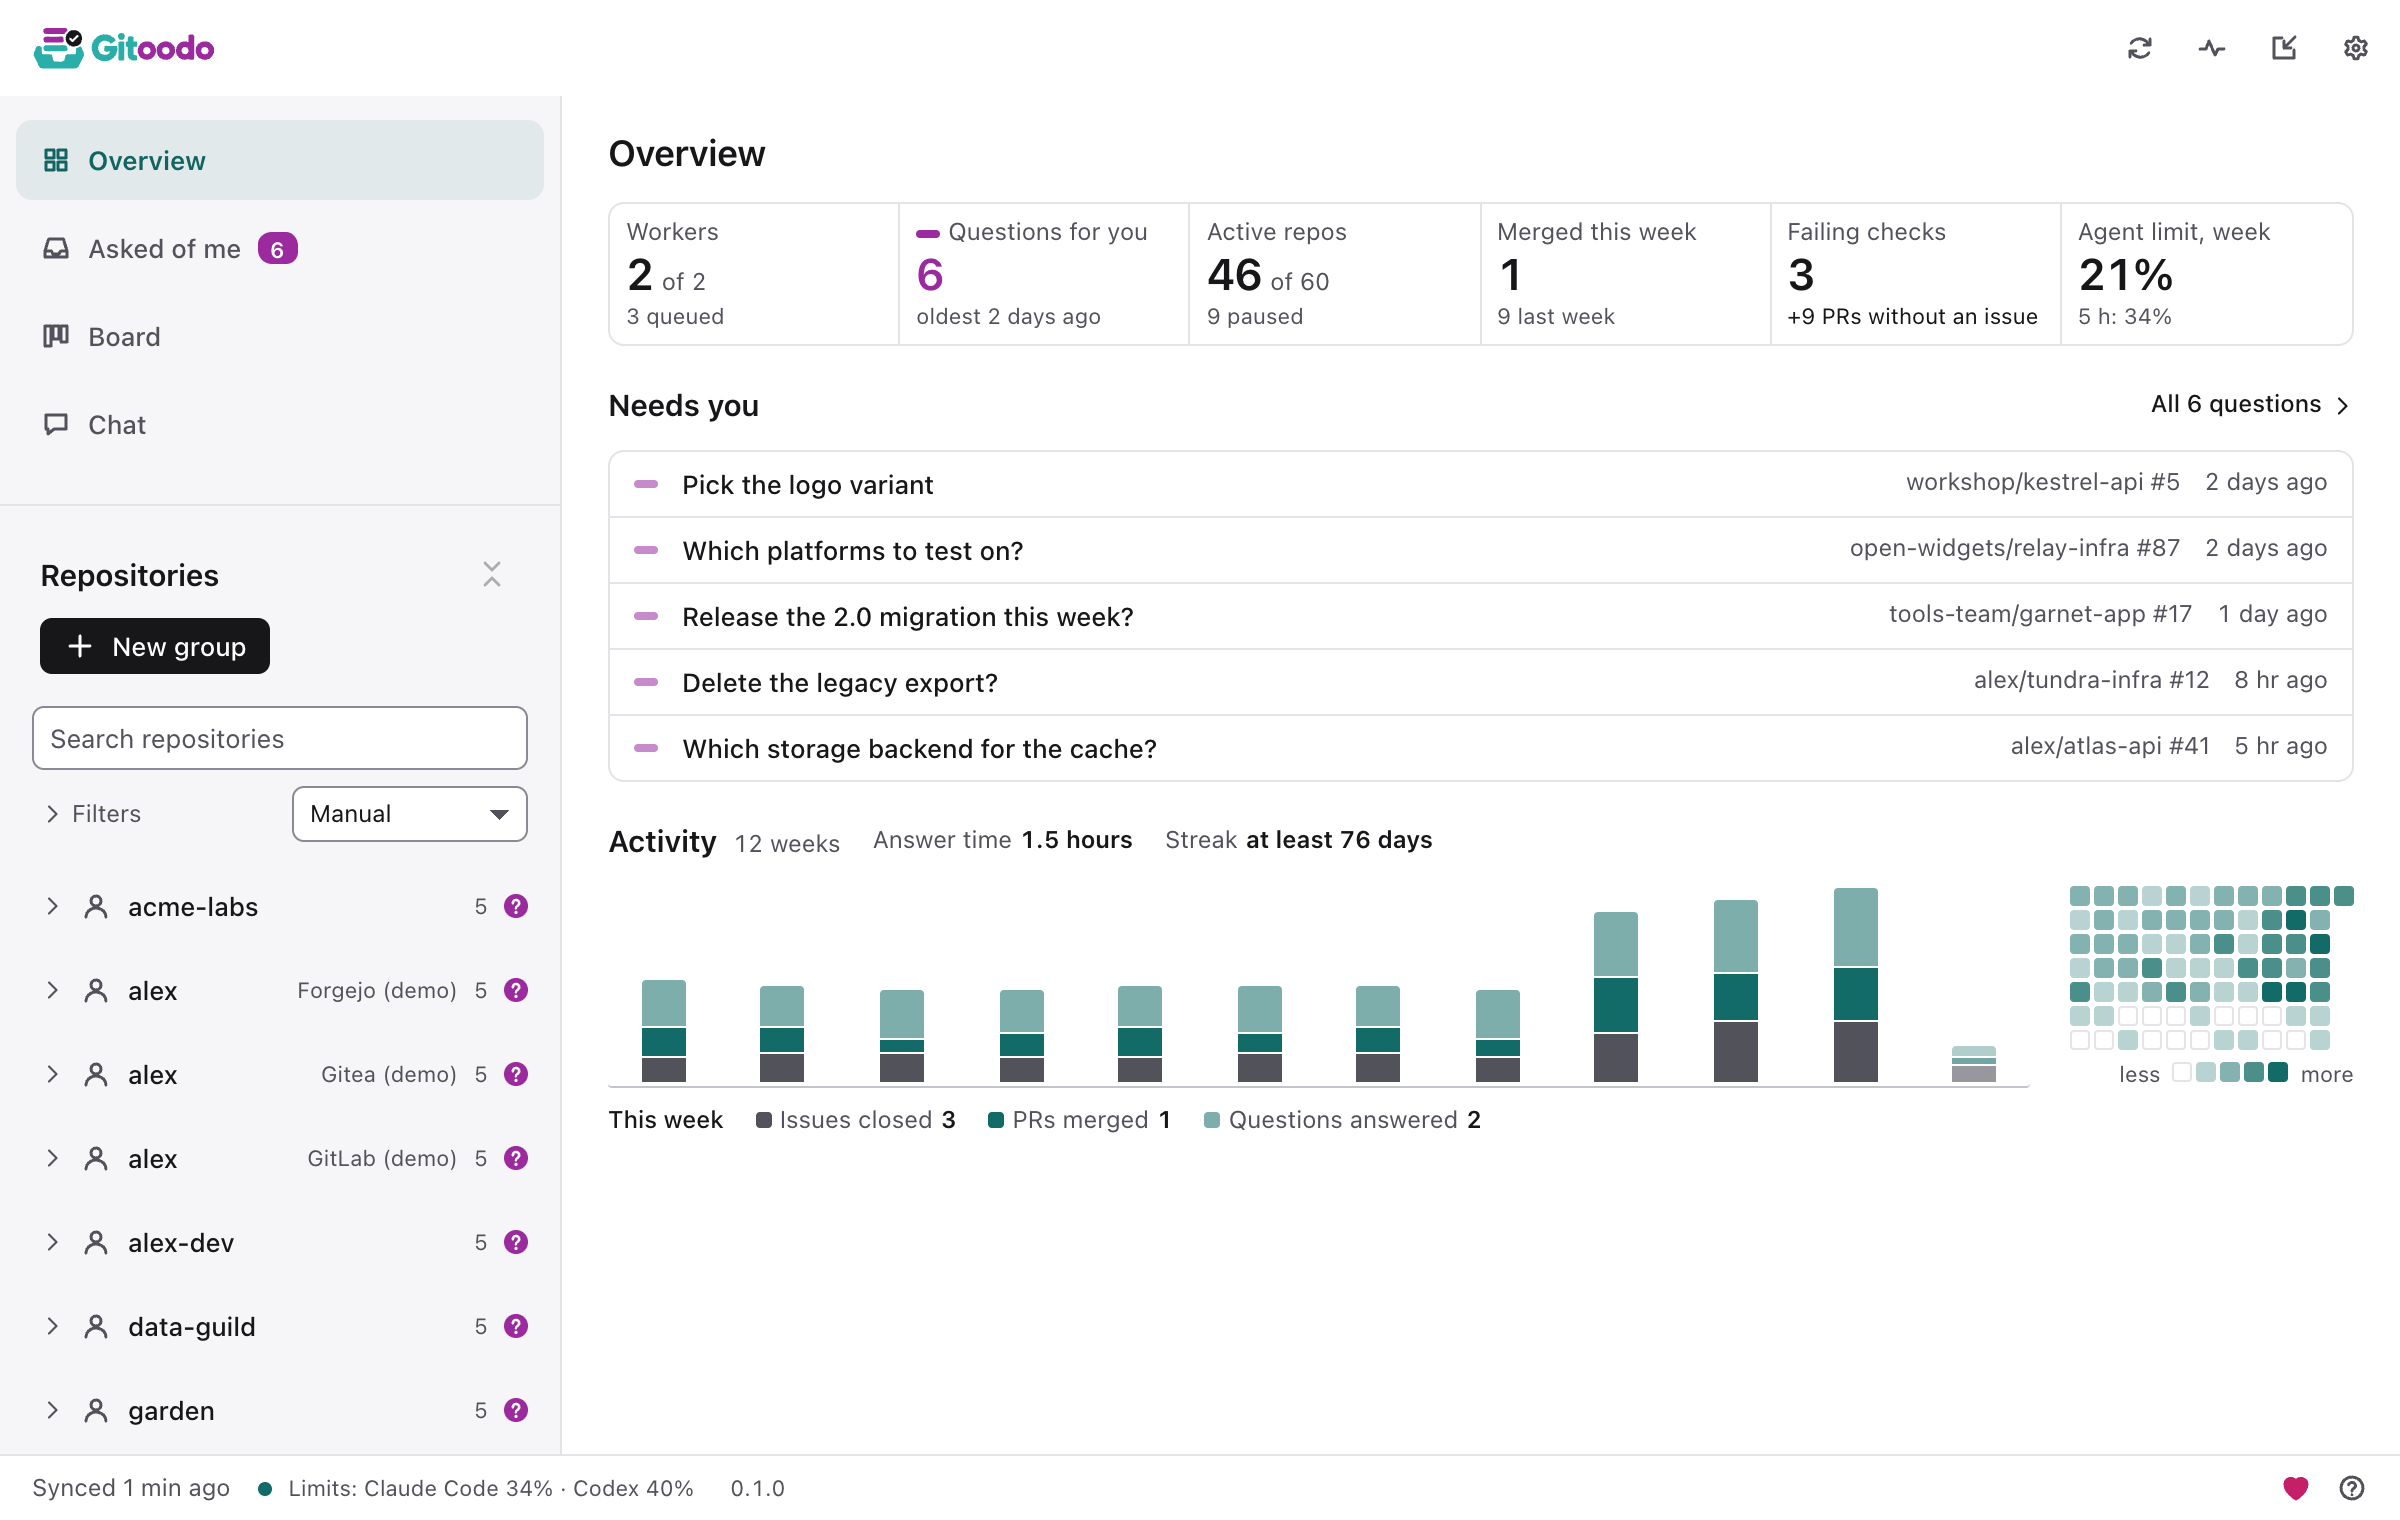 Gitoodo
Overview
Asked of me 6
Board
Chat
Repositories
New group
Search repositories
Filters
Manual
acme-labs 5 ?
alex Forgejo (demo) 5 ?
alex Gitea (demo) 5 ?
alex GitLab (demo) 5 ?
alex-dev 5 ?
data-guild 5 ?
garden 5 ?
Overview
Workers
2 of 2
3 queued
Questions for you
6
oldest 2 days ago
Active repos
46 of 60
9 paused
Merged this week
1
9 last week
Failing checks
3
+9 PRs without an issue
Agent limit, week
21%
5 h: 34%
Needs you
All 6 questions
Pick the logo variant workshop/kestrel-api #5 2 days ago
Which platforms to test on? open-widgets/relay-infra #87 2 days ago
Release the 2.0 migration this week? tools-team/garnet-app #17 1 day ago
Delete the legacy export? alex/tundra-infra #12 8 hr ago
Which storage backend for the cache? alex/atlas-api #41 5 hr ago
Activity 12 weeks Answer time 1.5 hours Streak at least 76 days
less more
This week Issues closed 3 PRs merged 1 Questions answered 2
Synced 1 min ago Limits: Claude Code 34% · Codex 40% 0.1.0
?